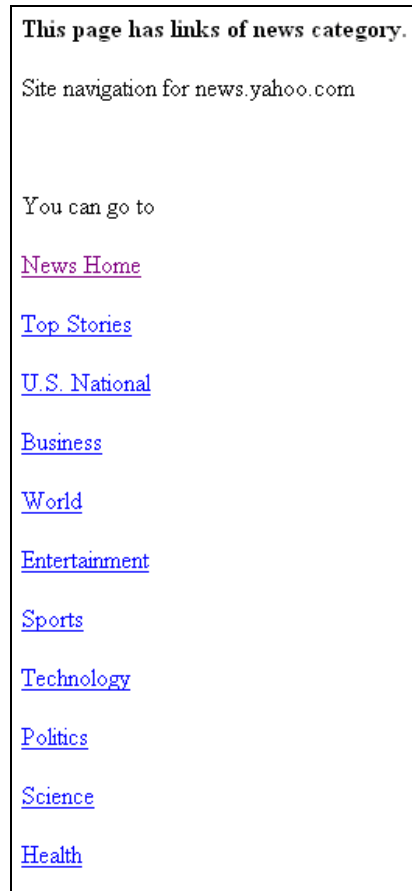 This page has links of news category.
Site navigation for news.yahoo.com
You can go to
News Home
Top Stories
U.S. National
Business
World
Entertainment
Sports
Technology
Politics
Science
Health